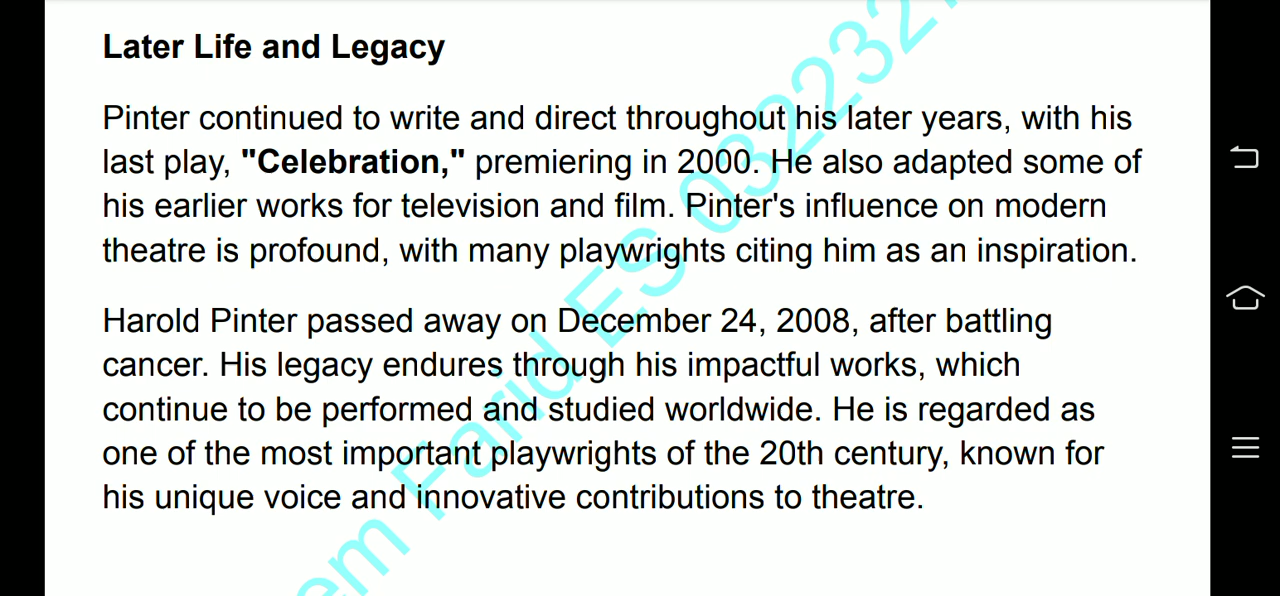 Later Life and Legacy
Pinter continued to write and direct throughout his later years, with his
last play, "Celebration," premiering in 2000. He also adapted some of
his earlier works for television and film. Pinter's influence on modern
theatre is profound, with many playwrights citing him as an inspiration.
Harold Pinter passed away on December 24, 2008, after battling
cancer. His legacy endures through his impactful works, which
continue to be performed and studied worldwide. He is regarded as
one of the most important playwrights of the 20th century, known for
his unique voice and innovative contributions to theatre.
Farid ES